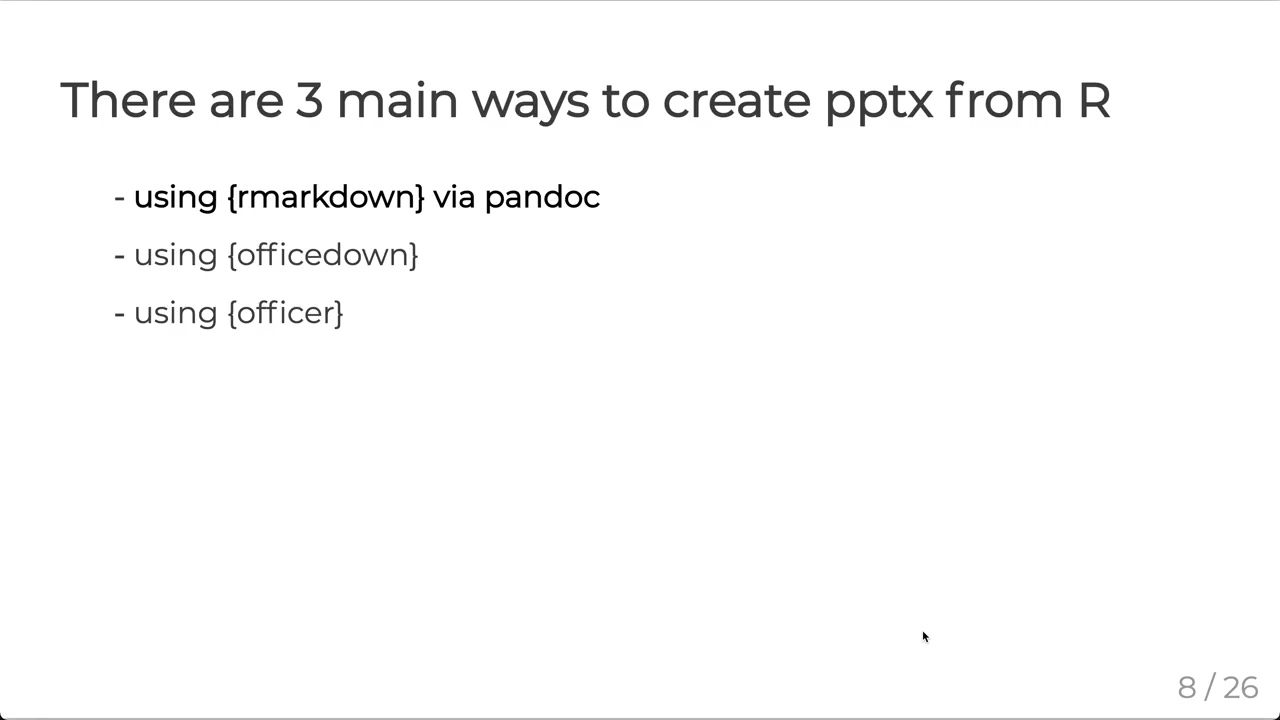 There are 3 main ways to create pptx from R
- using {rmarkdown} via pandoc
- using {officedown}
- using {officer}
8 / 26